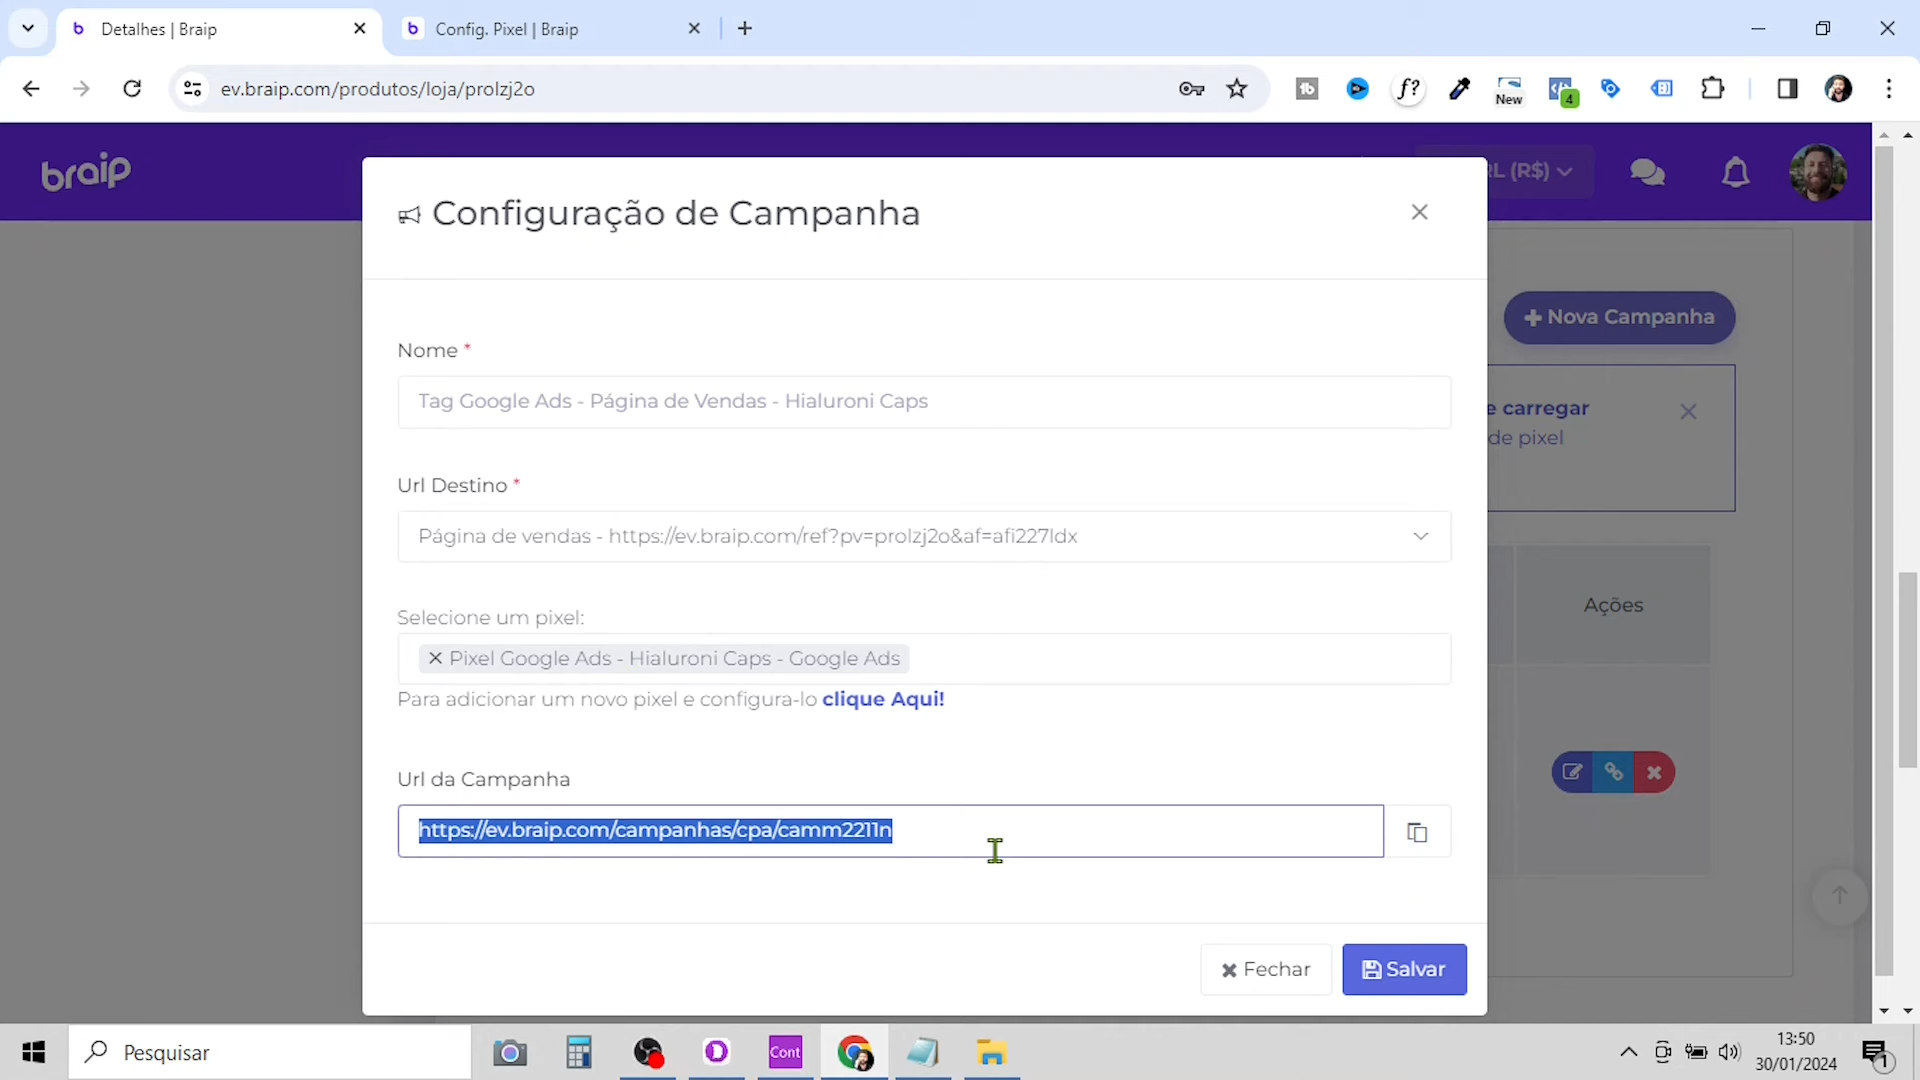 Detalhes | Braip
Config. Pixel | Braip
ev.braip.com/produtos/loja/prolzj2o
New
4
braip
RL (R$)
Configuração de Campanha
Nova Campanha
Nome *
Tag Google Ads - Página de Vendas - Hialuroni Caps
e carregar
de pixel
Url Destino *
Página de vendas - https://ev.braip.com/ref?pv=prolzj2o&af=afi227ldx
Selecione um pixel:
Ações
Pixel Google Ads - Hialuroni Caps - Google Ads
Para adicionar um novo pixel e configura-lo clique Aqui!
Url da Campanha
https://ev.braip.com/campanhas/cpa/camm2211n
Fechar
Salvar
Pesquisar
Cont
13:50
30/01/2024
1